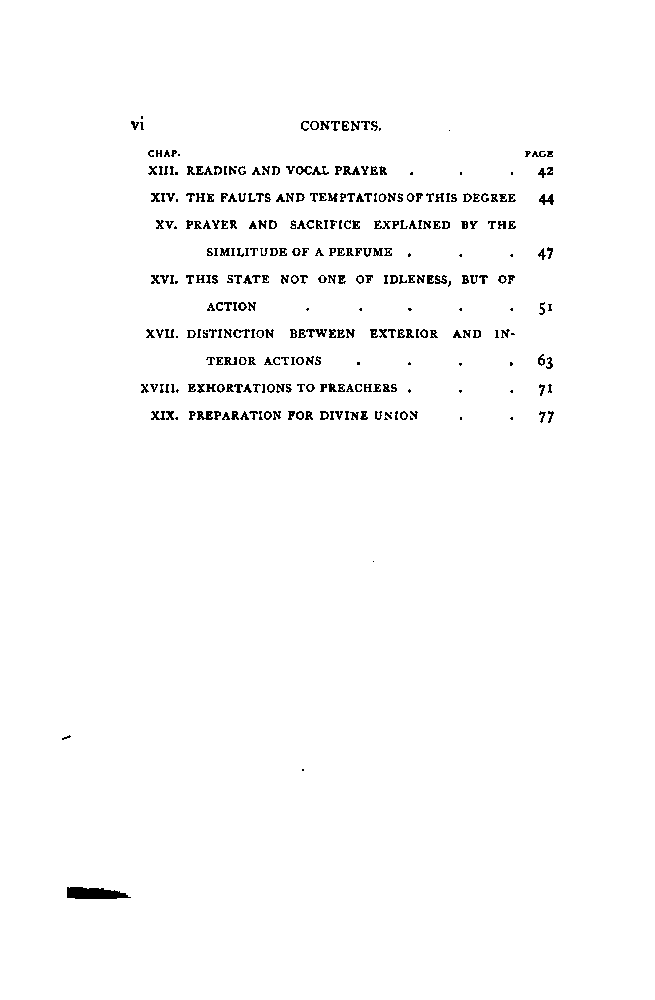 vi CONTENTS.
CHAP. PAGE
XIII. READING AND VOCAL PRAYER . . . 42
XIV. THE FAULTS AND TEMPTATIONS OF THIS DEGREE 44
XV. PRAYER AND SACRIFICE EXPLAINED BY THE
SIMILITUDE OF A PERFUME . . . 47
XVI. THIS STATE NOT ONE OF IDLENESS, BUT OF
ACTION . . . . . 51
XVII. DISTINCTION BETWEEN EXTERIOR AND IN-
TERIOR ACTIONS . . . . 63
XVIII. EXHORTATIONS TO PREACHERS . . . 71
XIX. PREPARATION FOR DIVINE UNION . . 77